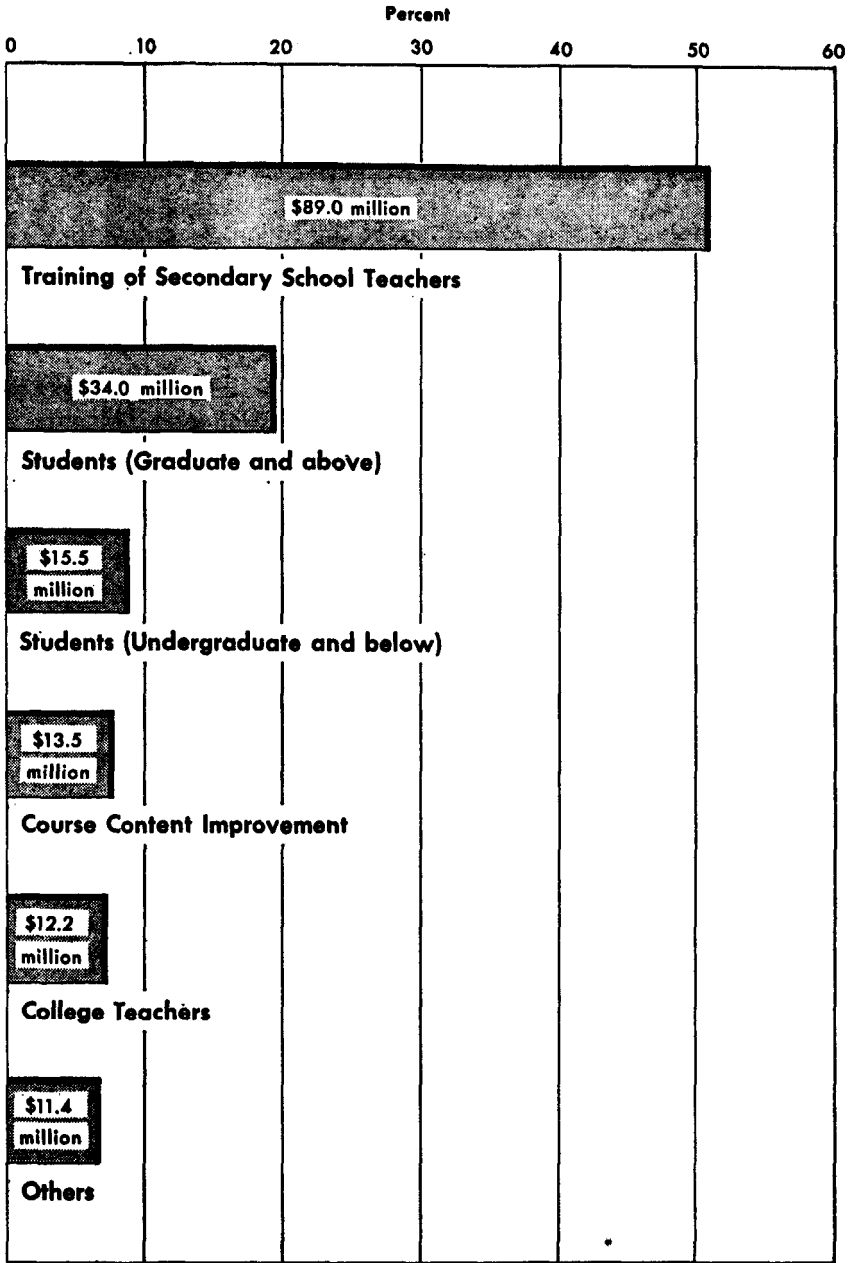 Percent
0 10 20 30 40 50 60
$89.0 million
Training of Secondary School Teachers
$34.0 million
Students (Graduate and above)
$15.5
million
Students (Undergraduate and below)
$13.5
million
Course Content Improvement
$12.2
million
College Teachers
$11.4
million
Others